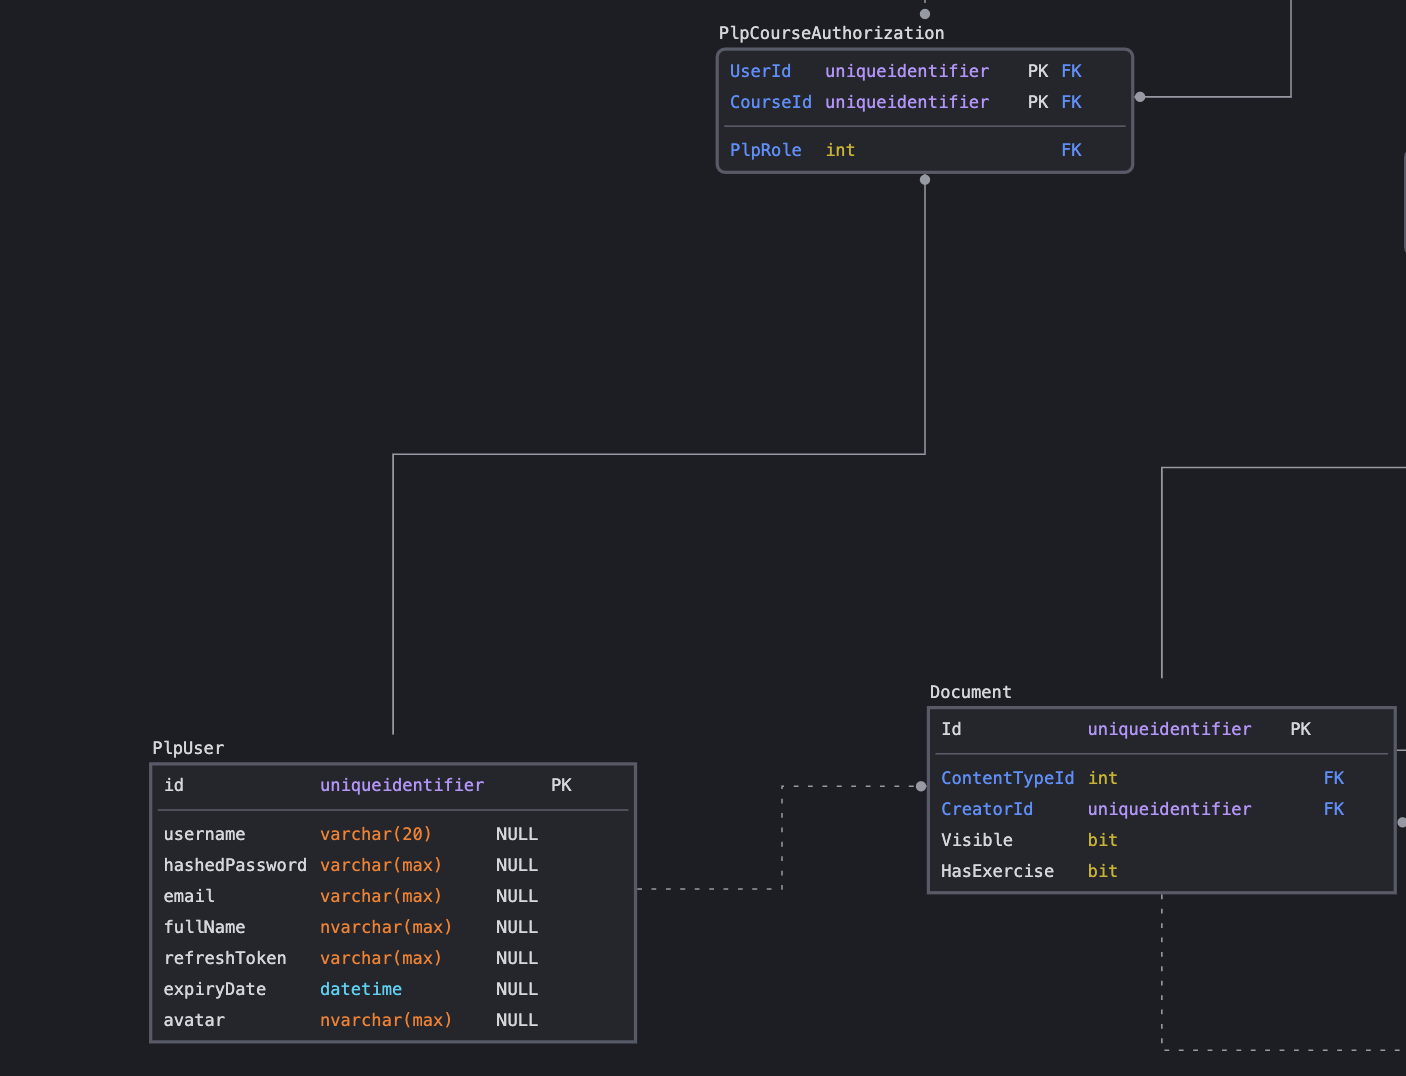 PlpCourseAuthorization
UserId uniqueidentifier PK FK
CourseId uniqueidentifier PK FK
PlpRole int FK
Document
Id uniqueidentifier PK
ContentTypeId int FK
CreatorId uniqueidentifier FK
Visible bit
HasExercise bit
PlpUser
id uniqueidentifier PK
username varchar(20) NULL
hashedPassword varchar(max) NULL
email varchar(max) NULL
fullName nvarchar(max) NULL
refreshToken varchar(max) NULL
expiryDate datetime NULL
avatar nvarchar(max) NULL